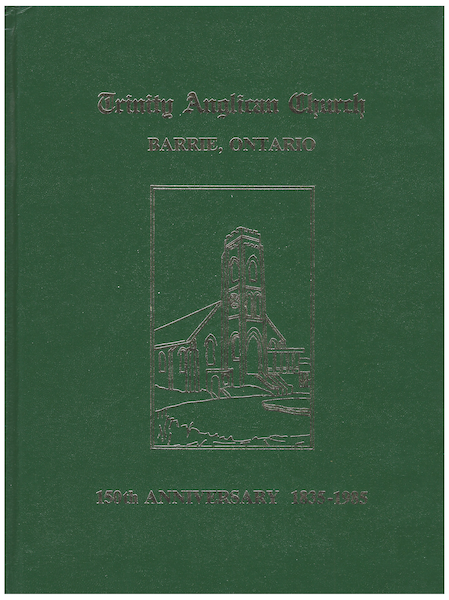 Trinity Anglican Church
BARRIE, ONTARIO
150th ANNIVERSARY 1835-1985